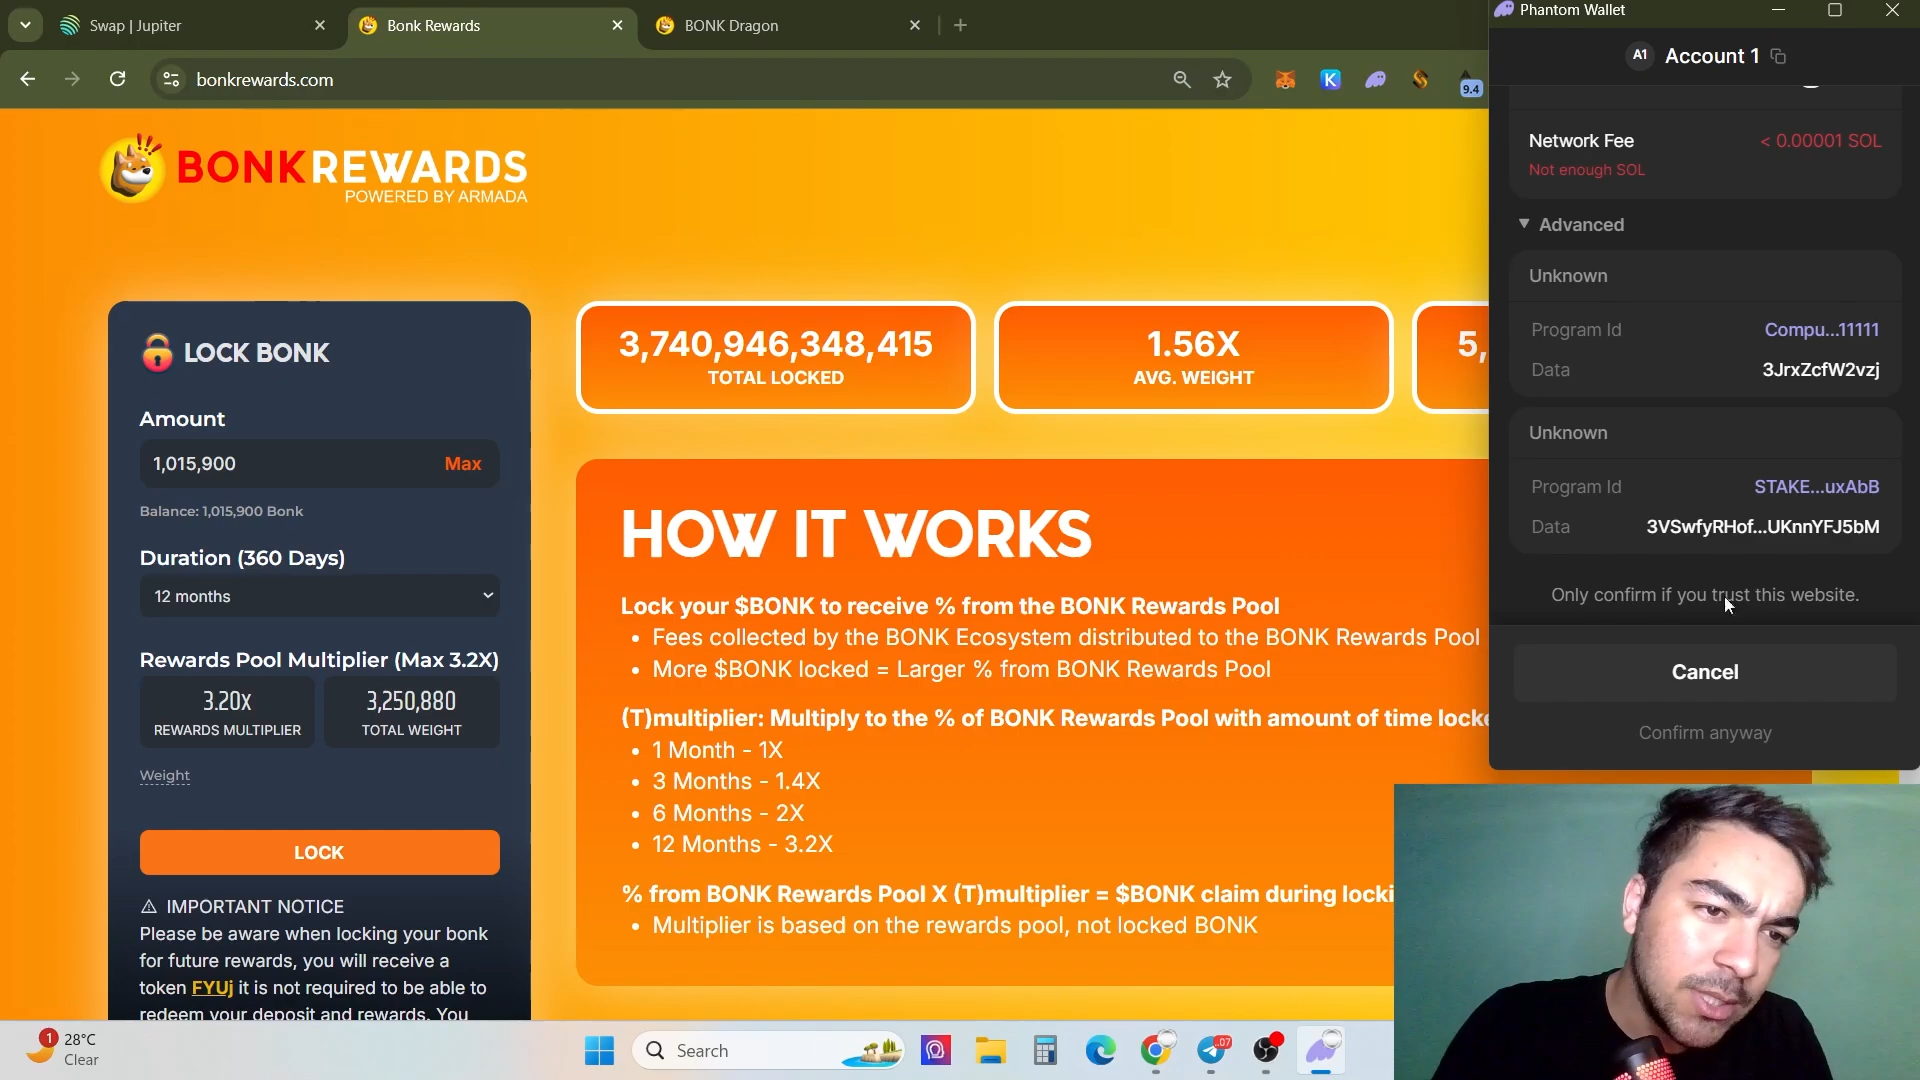 Swap | Jupiter
Bonk Rewards
BONK Dragon
bonkrewards.com
K
9.4
BONKREWARDS
POWERED BY ARMADA
LOCK BONK
Amount
1,015,900
Max
Balance: 1,015,900 Bonk
Duration (360 Days)
12 months
Rewards Pool Multiplier (Max 3.2X)
3.20x
REWARDS MULTIPLIER
3,250,880
TOTAL WEIGHT
Weight
LOCK
⚠ IMPORTANT NOTICE
Please be aware when locking your bonk
for future rewards, you will receive a
token FYUj it is not required to be able to
redeem your deposit and rewards. You
3,740,946,348,415
TOTAL LOCKED
1.56X
AVG. WEIGHT
5,
HOW IT WORKS
Lock your $BONK to receive % from the BONK Rewards Pool
• Fees collected by the BONK Ecosystem distributed to the BONK Rewards Pool
• More $BONK locked = Larger % from BONK Rewards Pool
(T)multiplier: Multiply to the % of BONK Rewards Pool with amount of time locke
• 1 Month - 1X
• 3 Months - 1.4X
• 6 Months - 2X
• 12 Months - 3.2X
% from BONK Rewards Pool X (T)multiplier = $BONK claim during locki
• Multiplier is based on the rewards pool, not locked BONK
Phantom Wallet
A1
Account 1
Network Fee
< 0.00001 SOL
Not enough SOL
Advanced
Unknown
Program Id
Compu...11111
Data
3JrxZcfW2vzj
Unknown
Program Id
STAKE...uxAbB
Data
3VSwfyRHof...UKnnYFJ5bM
Only confirm if you trust this website.
Cancel
Confirm anyway
1
28°C
Clear
Search
.07